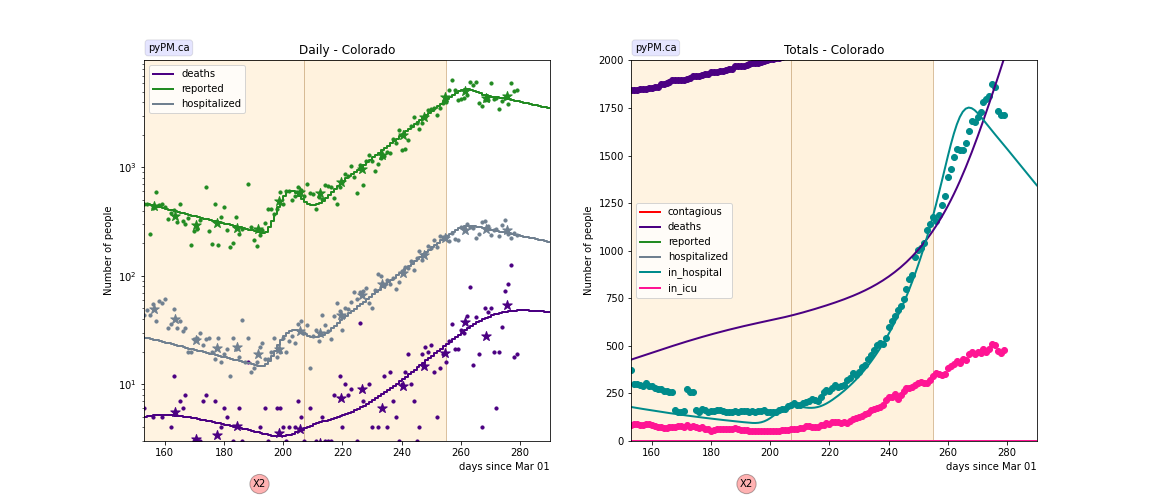 pyPM.ca
Daily - Colorado
deaths
reported
hospitalized
Number of people
10³
10²
10¹
160 180 200 220 240 260 280
days since Mar 01
X2
pyPM.ca
Totals - Colorado
contagious
deaths
reported
hospitalized
in_hospital
in_icu
Number of people
2000
1750
1500
1250
1000
750
500
250
0
160 180 200 220 240 260 280
days since Mar 01
X2